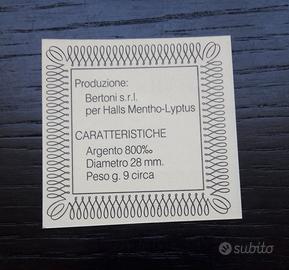 Produzione:
Bertoni s.r.l.
per Halls Mentho-Lyptus
CARATTERISTICHE
Argento 800‰
Diametro 28 mm.
Peso g. 9 circa
subito